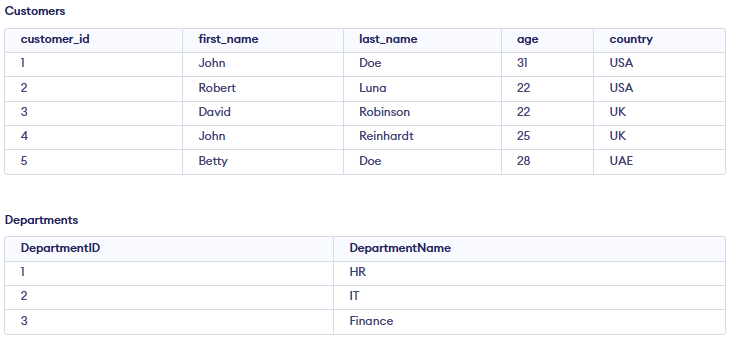 Customers
customer_id first_name last_name age country
1 John Doe 31 USA
2 Robert Luna 22 USA
3 David Robinson 22 UK
4 John Reinhardt 25 UK
5 Betty Doe 28 UAE
Departments
DepartmentID DepartmentName
1 HR
2 IT
3 Finance